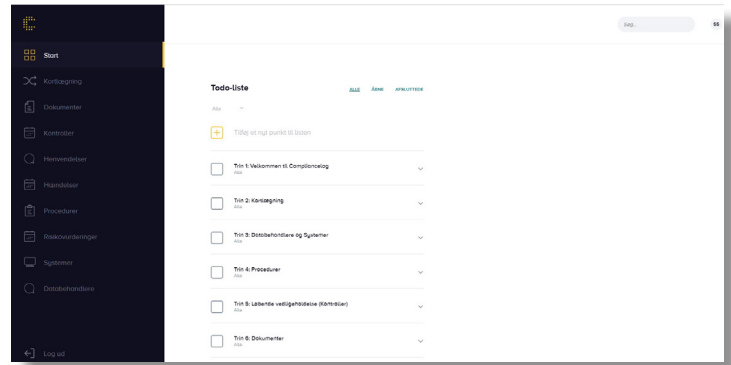 Søg...
SS
Start
Kortlægning
Dokumenter
Kontroller
Henvendelser
Hændelser
Procedurer
Risikovurderinger
Systemer
Databehandlere
Log ud
Todo-liste
ALLE ÅBNE AFSLUTTEDE
Alle
Tilføj et nyt punkt til listen
Trin 1: Velkommen til Compliancelog
Alle
Trin 2: Kortlægning
Alle
Trin 3: Databehandlere og Systemer
Alle
Trin 4: Procedurer
Alle
Trin 5: Løbende vedligeholdelse (Kontroller)
Alle
Trin 6: Dokumenter
Alle